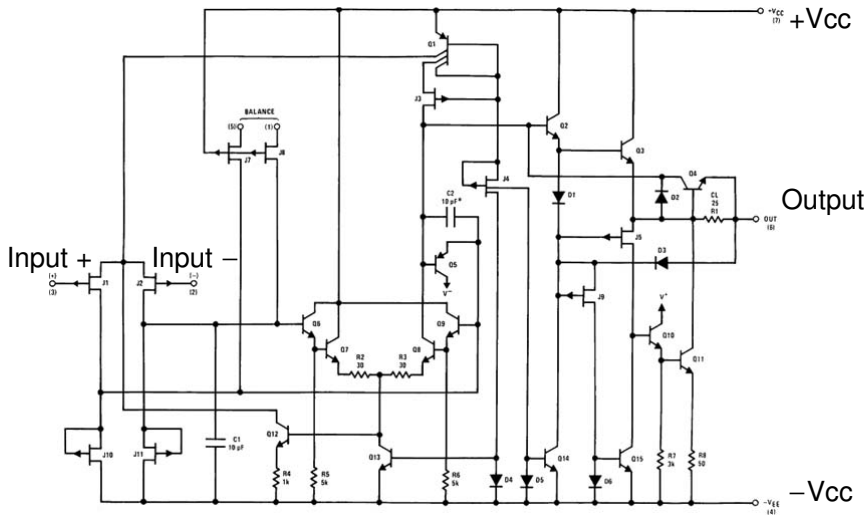 +VCC
(7)
+Vcc
Q1
J3
BALANCE
(5)
(1)
J7
J8
Q2
Q3
Q4
J4
C2
10 pF*
D1
D2
CL
25
R1
Output
OUT
(6)
J5
D3
Input +
Input −
(+)
(3)
J1
J2
(−)
(2)
Q5
V−
J9
V+
Q6
Q7
Q8
Q9
R2
30
R3
30
Q10
Q11
J10
J11
C1
10 pF
Q12
Q13
R4
1k
R5
5k
R6
5k
D4
D5
Q14
D6
Q15
R7
3k
R8
50
−VEE
(4)
−Vcc